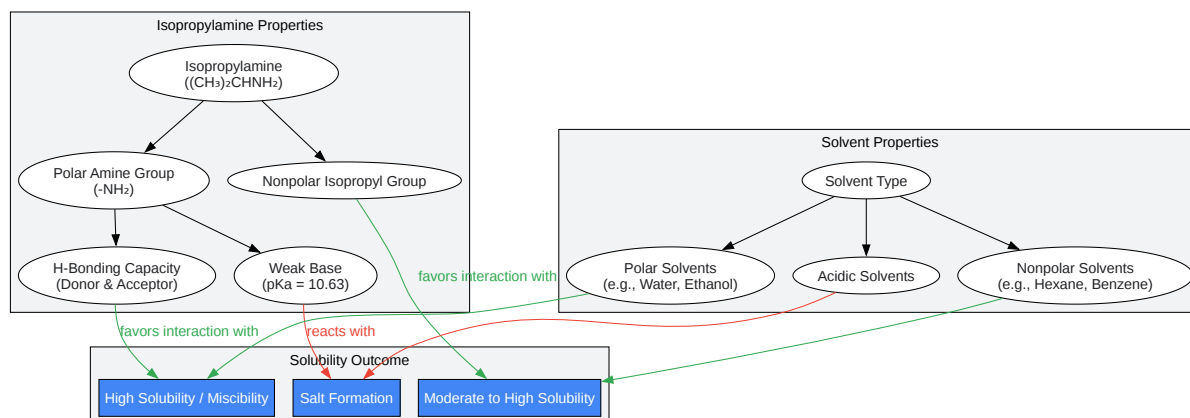 Isopropylamine Properties
Isopropylamine
((CH₃)₂CHNH₂)
Polar Amine Group
(-NH₂)
Nonpolar Isopropyl Group
H-Bonding Capacity
(Donor & Acceptor)
Weak Base
(pKa = 10.63)
Solvent Properties
Solvent Type
Polar Solvents
(e.g., Water, Ethanol)
Acidic Solvents
Nonpolar Solvents
(e.g., Hexane, Benzene)
favors interaction with
favors interaction with
reacts with
Solubility Outcome
High Solubility / Miscibility
Salt Formation
Moderate to High Solubility